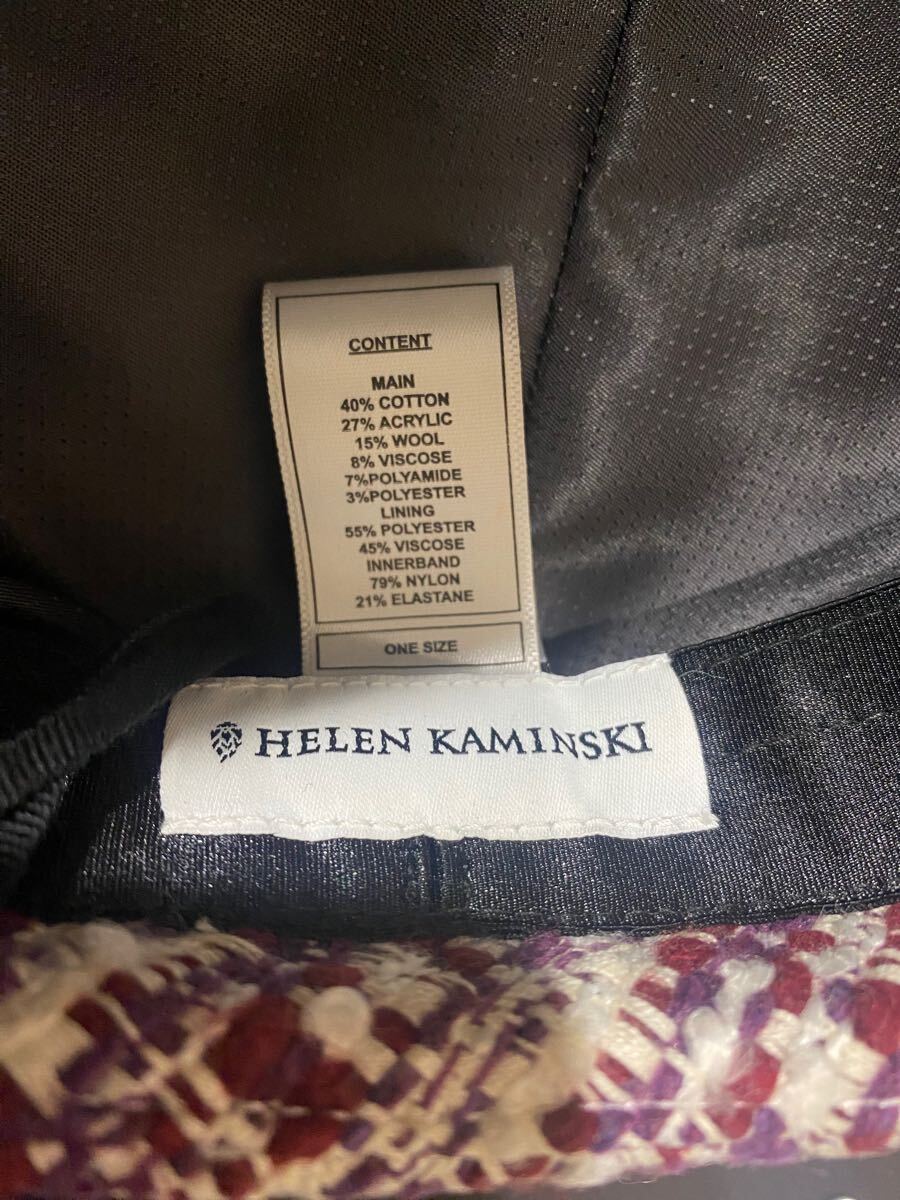 CONTENT
MAIN
40% COTTON
27% ACRYLIC
15% WOOL
8% VISCOSE
7%POLYAMIDE
3%POLYESTER
LINING
55% POLYESTER
45% VISCOSE
INNERBAND
79% NYLON
21% ELASTANE
ONE SIZE
HELEN KAMINSKI